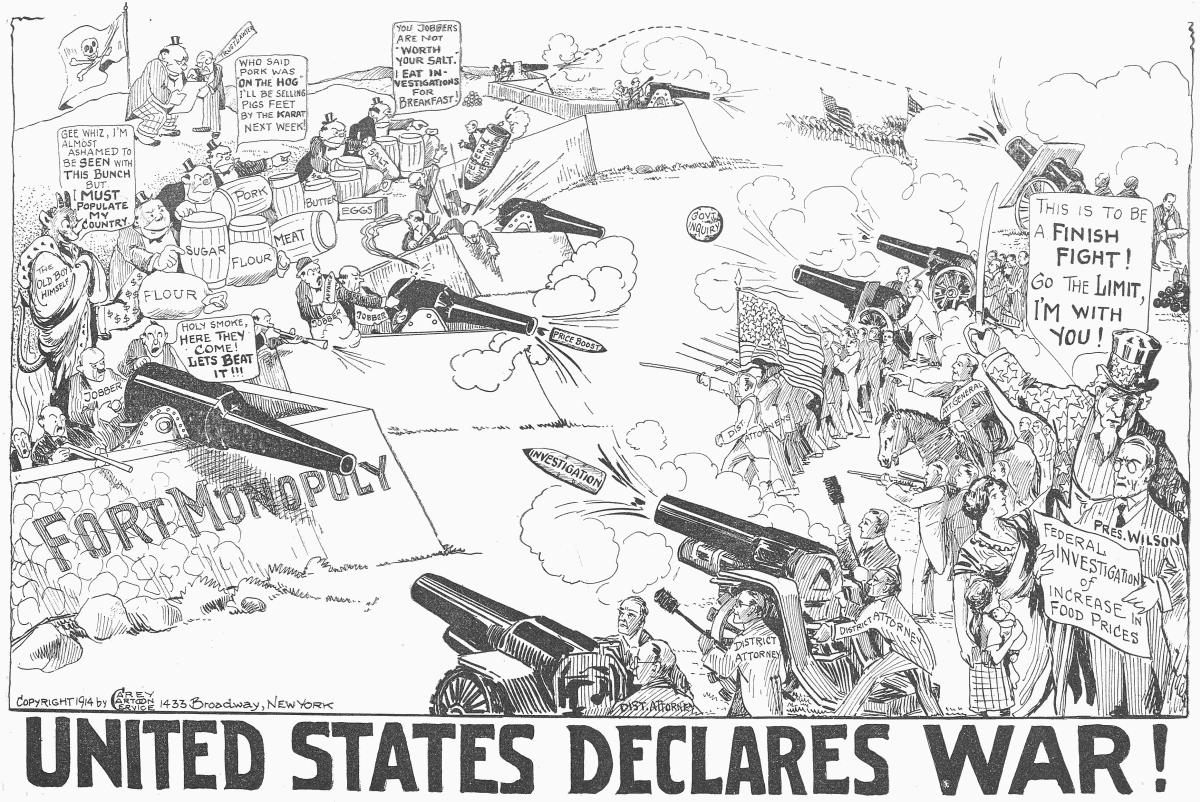 TRUST LAWYER
WHO SAID
PORK WAS
"ON THE HOG"
I'LL BE SELLING
PIGS FEET
BY THE KARAT
NEXT WEEK!
YOU JOBBERS
ARE NOT
"WORTH
YOUR SALT.
I EAT IN-
VESTIGATIONS
FOR
BREAKFAST!
GEE WHIZ, I'M
ALMOST
ASHAMED TO
BE SEEN WITH
THIS BUNCH
BUT
I MUST
POPULATE
MY
COUNTRY.
THE
OLD BOY
HIMSELF
PORK
BUTTER
SALT
EGGS
SUGAR
FLOUR
MEAT
FLOUR
$ $ $
$ $ $
FEDERAL
INVESTIGATION
GOVT
INQUIRY
THIS IS TO BE
A FINISH
FIGHT!
GO THE LIMIT,
I'M WITH
YOU!
HOLY SMOKE,
HERE THEY
COME!
LETS BEAT
IT!!!
JOBBER
JOBBER
JOBBER
PRICE BOOST
DIST.
ATTORNEY
ATT GENERAL
INVESTIGATION
FORT MONOPOLY
PRES. WILSON
FEDERAL
INVESTIGATION
OF
INCREASE IN
FOOD PRICES
DISTRICT
ATTORNEY
DISTRICT ATTORNEY
DIST. ATTORNEY
COPYRIGHT 1914 by CAREY CARTOON SERVICE 1433 Broadway, NEW YORK
UNITED STATES DECLARES WAR!